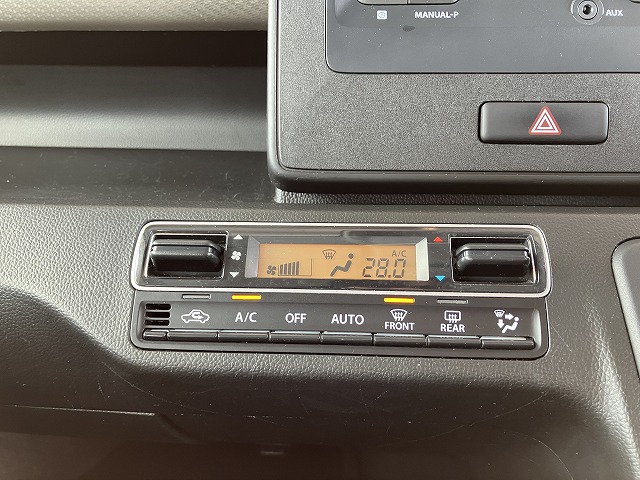 MANUAL-P
AUX
A/C
28.0
A/C OFF AUTO FRONT REAR